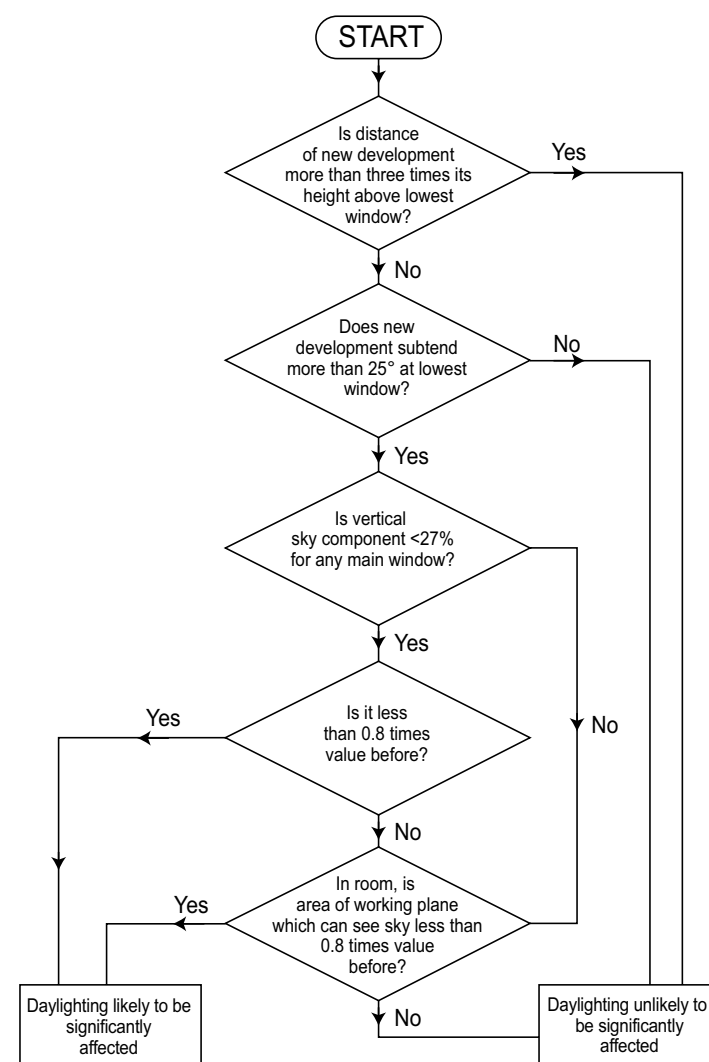 START
Is distance
of new development
more than three times its
height above lowest
window?
Yes
No
Does new
development subtend
more than 25° at lowest
window?
No
Yes
Is vertical
sky component <27%
for any main window?
Yes
No
Is it less
than 0.8 times
value before?
Yes
No
In room, is
area of working plane
which can see sky less than
0.8 times value
before?
Yes
No
Daylighting likely to be
significantly
affected
Daylighting unlikely to
be significantly
affected